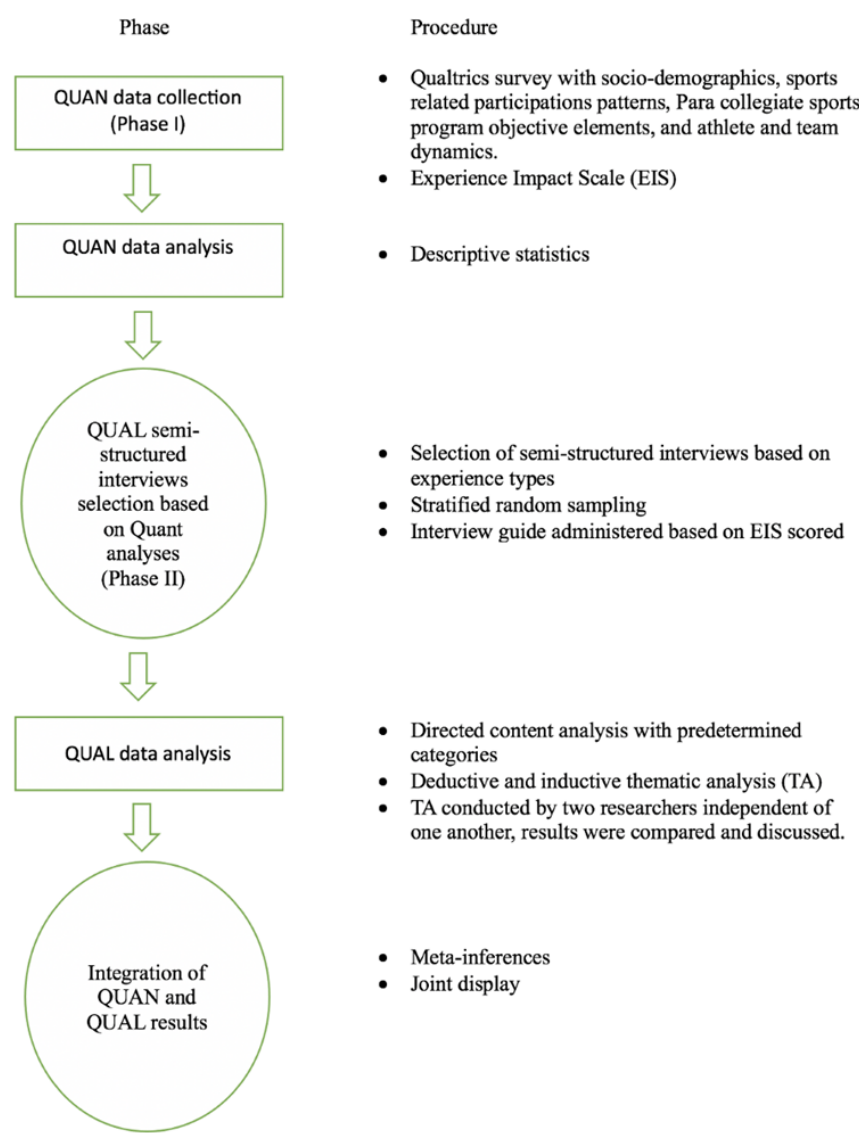 Phase
Procedure
QUAN data collection
(Phase I)
• Qualtrics survey with socio-demographics, sports
related participations patterns, Para collegiate sports
program objective elements, and athlete and team
dynamics.
• Experience Impact Scale (EIS)
QUAN data analysis
• Descriptive statistics
QUAL semi-
structured
interviews
selection based
on Quant
analyses
(Phase II)
• Selection of semi-structured interviews based on
experience types
• Stratified random sampling
• Interview guide administered based on EIS scored
QUAL data analysis
• Directed content analysis with predetermined
categories
• Deductive and inductive thematic analysis (TA)
• TA conducted by two researchers independent of
one another, results were compared and discussed.
Integration of
QUAN and
QUAL results
• Meta-inferences
• Joint display